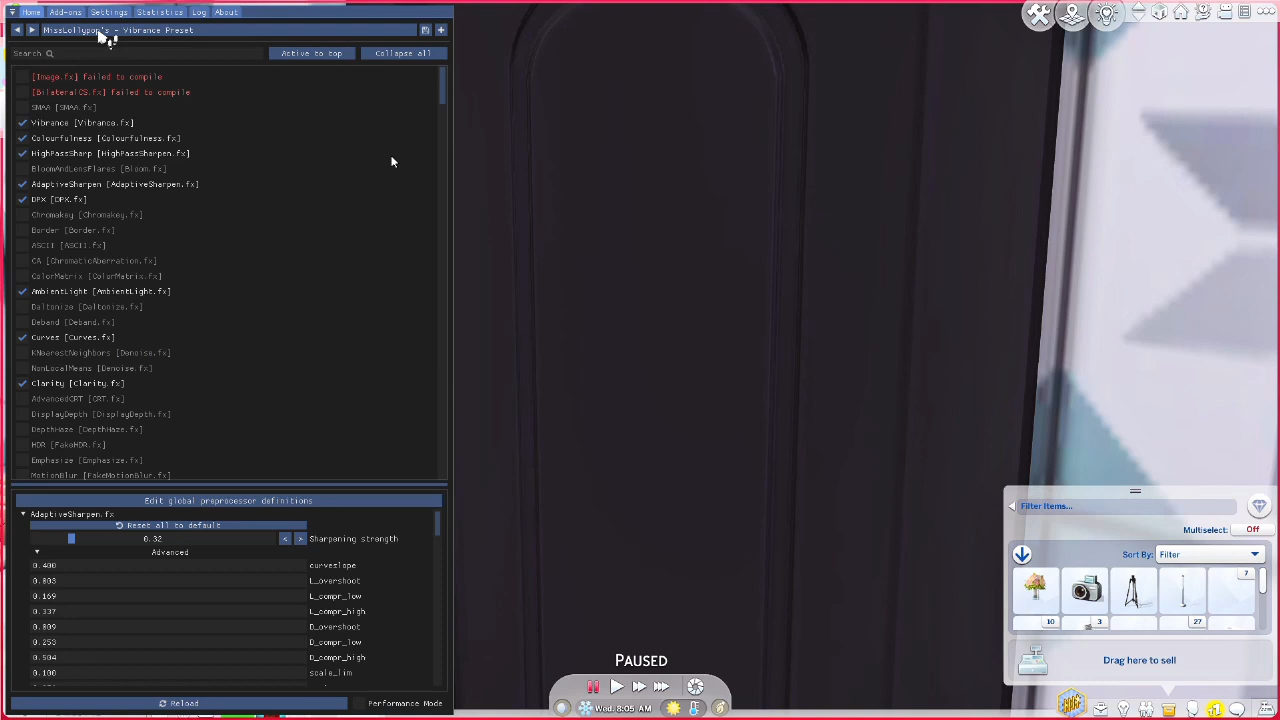 Home Add-ons Settings Statistics Log About
MissLollypop's - Vibrance Preset
Search Active to top Collapse all
[Image.fx] failed to compile
[BilateralCS.fx] failed to compile
SMAA [SMAA.fx]
Vibrance [Vibrance.fx]
Colourfulness [Colourfulness.fx]
HighPassSharp [HighPassSharpen.fx]
BloomAndLensFlares [Bloom.fx]
AdaptiveSharpen [AdaptiveSharpen.fx]
DPX [DPX.fx]
Chromakey [Chromakey.fx]
Border [Border.fx]
ASCII [ASCII.fx]
CA [ChromaticAberration.fx]
ColorMatrix [ColorMatrix.fx]
AmbientLight [AmbientLight.fx]
Daltonize [Daltonize.fx]
Deband [Deband.fx]
Curves [Curves.fx]
KNearestNeighbors [Denoise.fx]
NonLocalMeans [Denoise.fx]
Clarity [Clarity.fx]
AdvancedCRT [CRT.fx]
DisplayDepth [DisplayDepth.fx]
DepthHaze [DepthHaze.fx]
HDR [FakeHDR.fx]
Emphasize [Emphasize.fx]
MotionBlur [FakeMotionBlur.fx]
Edit global preprocessor definitions
AdaptiveSharpen.fx
Reset all to default
0.32 < > Sharpening strength
Advanced
0.400 curveslope
0.003 L_overshoot
0.169 L_compr_low
0.337 L_compr_high
0.009 D_overshoot
0.253 D_compr_low
0.504 D_compr_high
0.100 scale_lim
Reload Performance Mode
PAUSED
Wed. 8:05 AM
Filter Items...
Multiselect: Off
Sort By: Filter
7
10 3 27
Drag here to sell